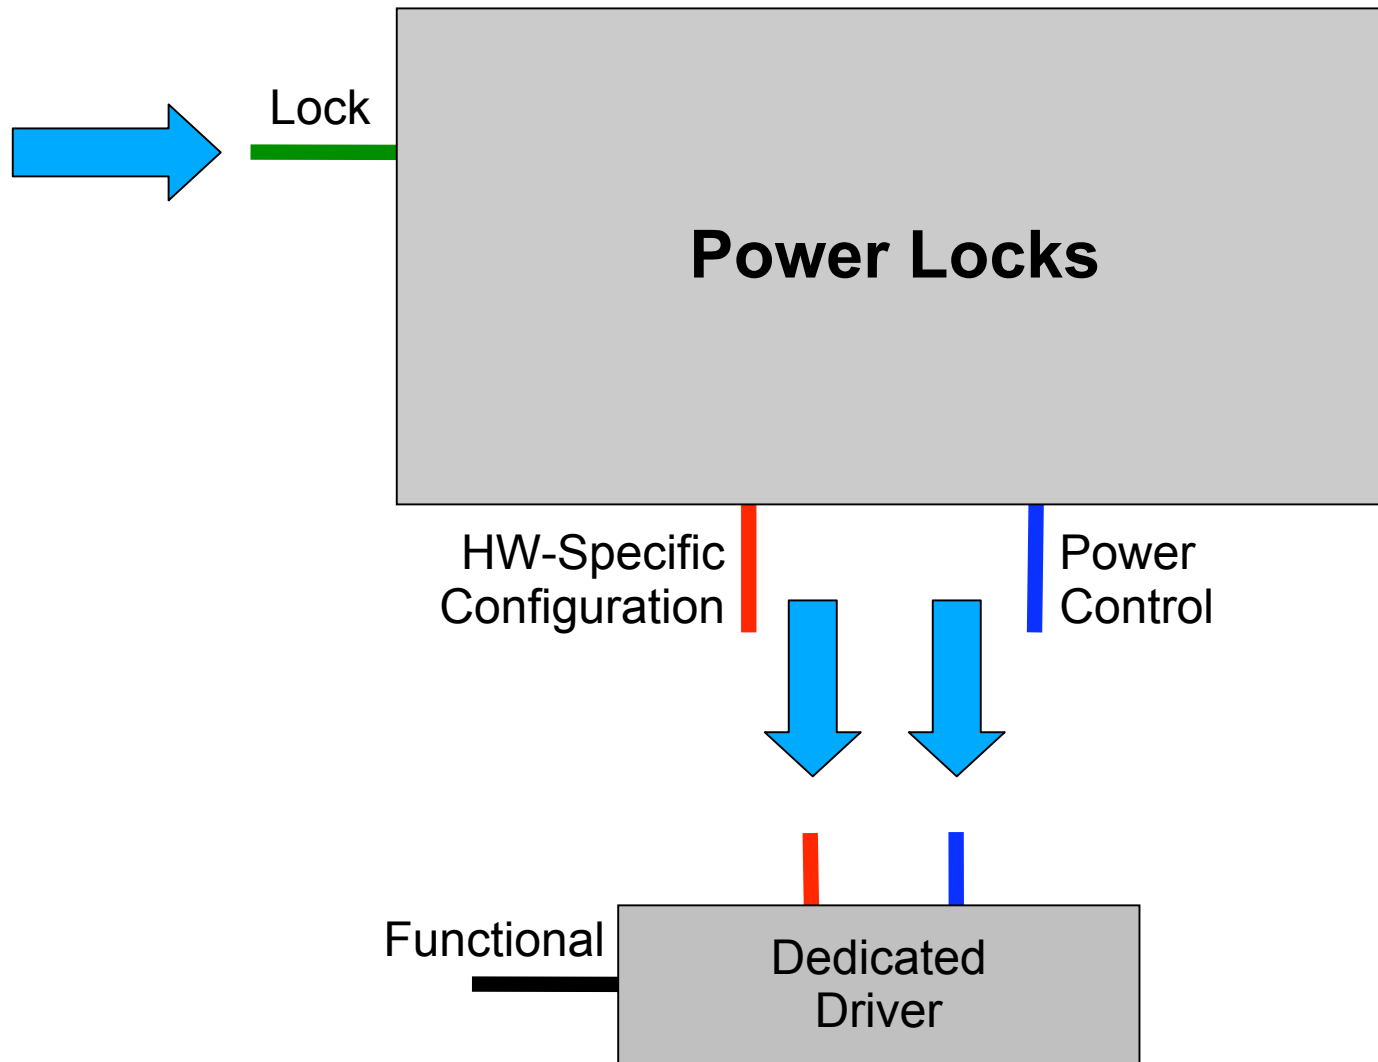 Lock
Power Locks
HW-Specific
Configuration
Power
Control
Functional
Dedicated
Driver